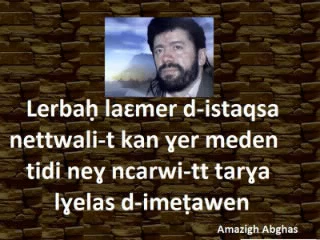 Lerbaḥ laɛmer d-istaqsa
nettwali-t kan ɣer meden
tidi neɣ ncarwi-tt tarɣa
lɣelas d-imeṭawen
Amazigh Abghas